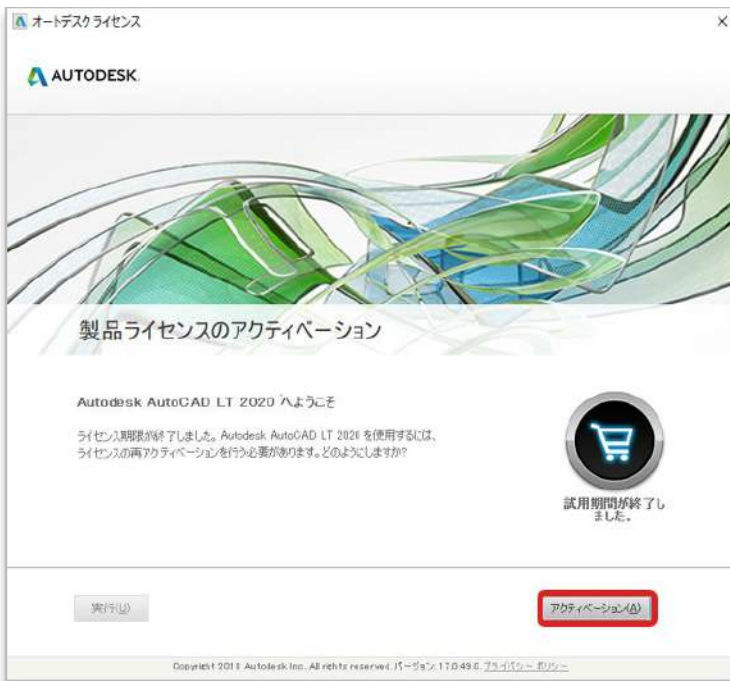 オートデスク ライセンス
AUTODESK.
製品ライセンスのアクティベーション
Autodesk AutoCAD LT 2020 へようこそ
ライセンス期限が終了しました。Autodesk AutoCAD LT 2020 を使用するには、
ライセンスの再アクティベーションを行う必要があります。どのようにしますか?
試用期間が終了し
ました。
実行(U)
アクティベーション(A)
Copyright 2018 Autodesk Inc. All rights reserved. バージョン: 17.0.49.0. プライバシー ポリシー